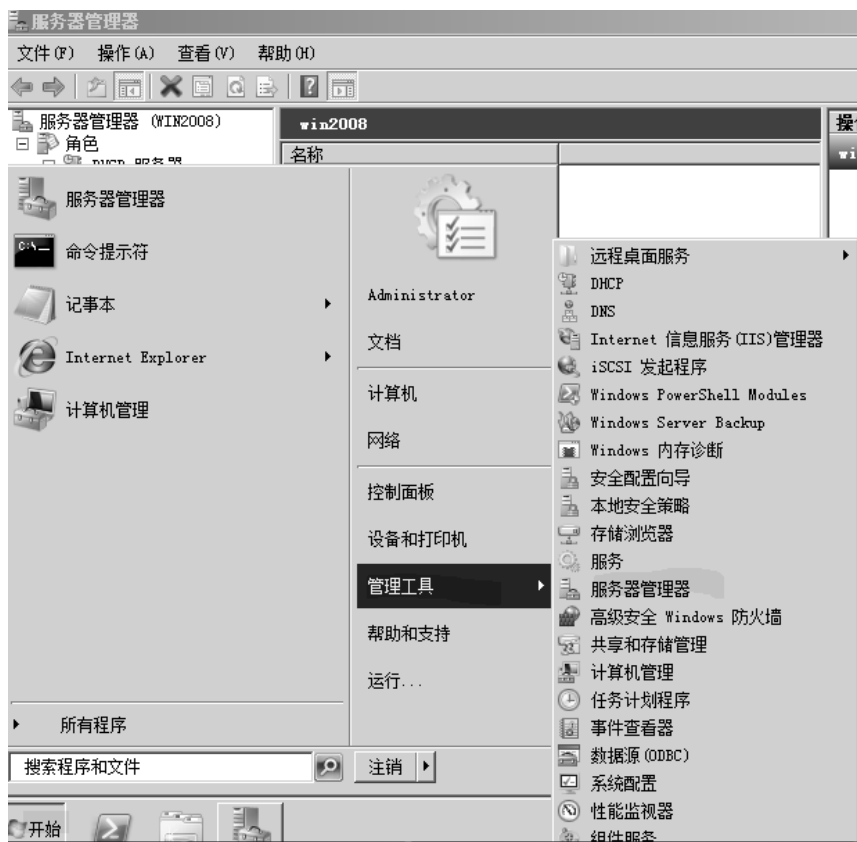 服务器管理器
文件(F) 操作(A) 查看(V) 帮助(H)
服务器管理器 (WIN2008)
角色
DHCP 服务器
win2008
名称
服务器管理器
命令提示符
记事本
Internet Explorer
计算机管理
所有程序
搜索程序和文件
Administrator
文档
计算机
网络
控制面板
设备和打印机
管理工具
帮助和支持
运行...
注销
远程桌面服务
DHCP
DNS
Internet 信息服务(IIS)管理器
iSCSI 发起程序
Windows PowerShell Modules
Windows Server Backup
Windows 内存诊断
安全配置向导
本地安全策略
存储浏览器
服务
服务器管理器
高级安全 Windows 防火墙
共享和存储管理
计算机管理
任务计划程序
事件查看器
数据源(ODBC)
系统配置
性能监视器
组件服务
开始